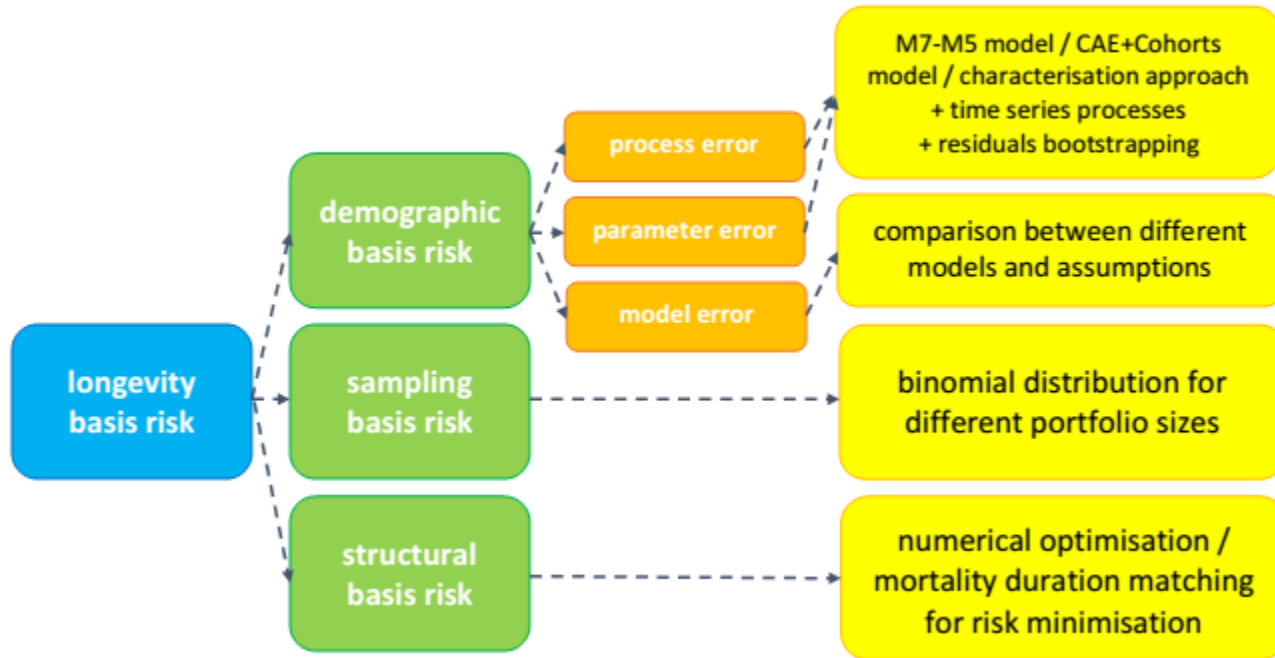 longevity
basis risk
demographic
basis risk
sampling
basis risk
structural
basis risk
process error
parameter error
model error
M7-M5 model / CAE+Cohorts
model / characterisation approach
+ time series processes
+ residuals bootstrapping
comparison between different
models and assumptions
binomial distribution for
different portfolio sizes
numerical optimisation /
mortality duration matching
for risk minimisation